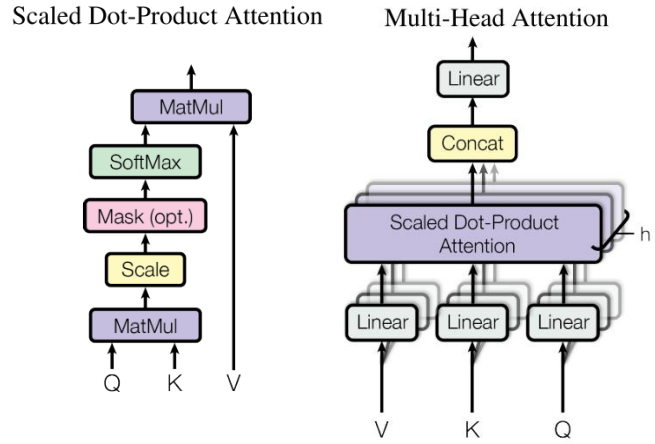 Scaled Dot-Product Attention
MatMul
SoftMax
Mask (opt.)
Scale
MatMul
Q K V
Multi-Head Attention
Linear
Concat
Scaled Dot-Product
Attention
h
Linear Linear Linear
V K Q